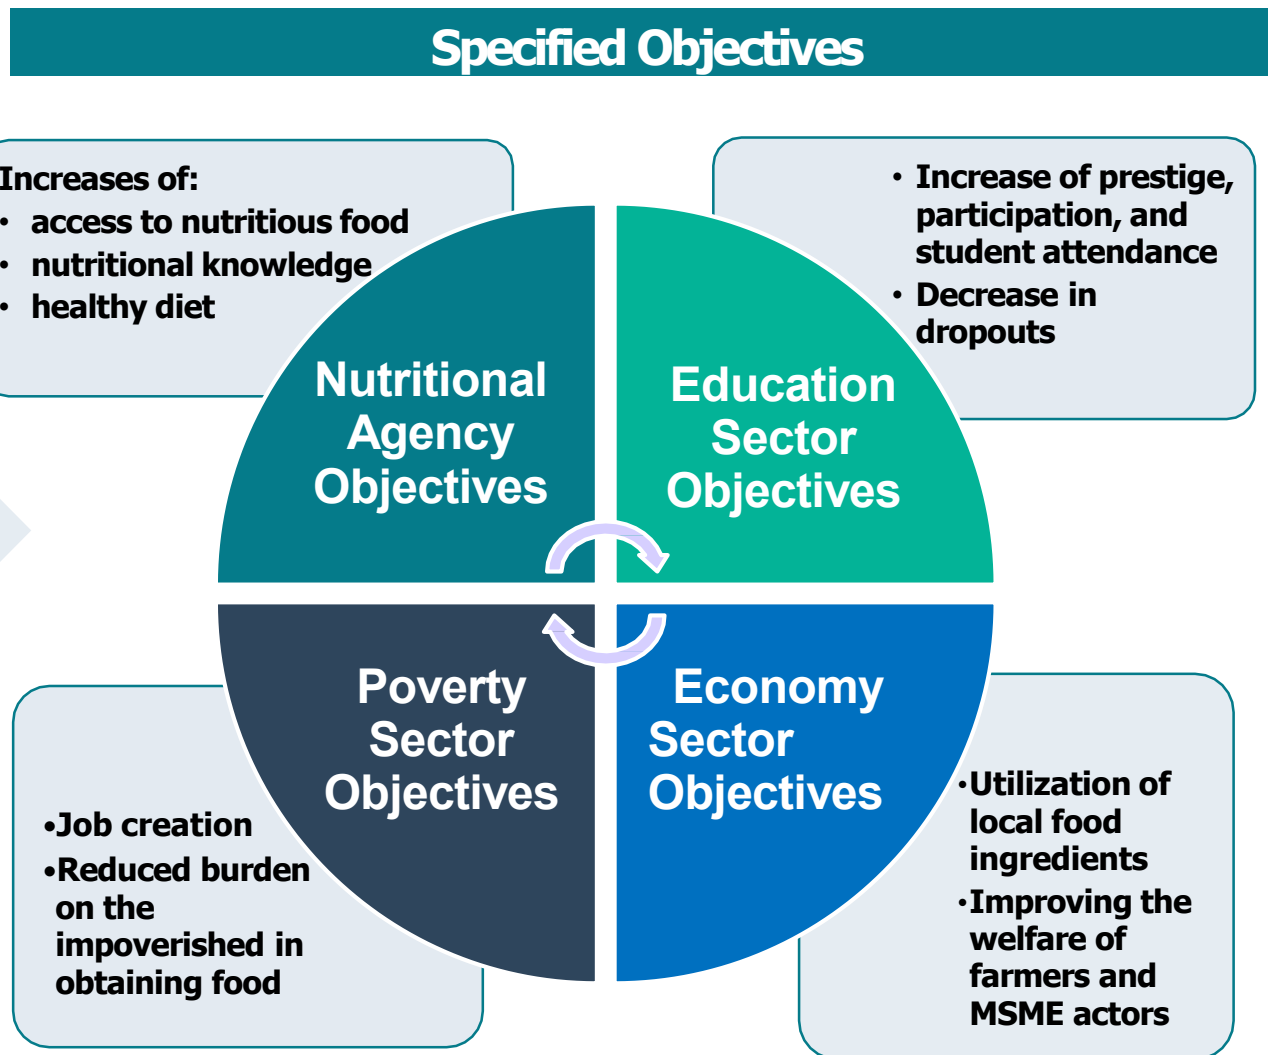 Specified Objectives
Increases of:
• access to nutritious food
• nutritional knowledge
• healthy diet
• Increase of prestige,
participation, and
student attendance
• Decrease in
dropouts
Nutritional
Agency
Objectives
Education
Sector
Objectives
Poverty
Sector
Objectives
Economy
Sector
Objectives
•Job creation
•Reduced burden
on the
impoverished in
obtaining food
•Utilization of
local food
ingredients
•Improving the
welfare of
farmers and
MSME actors